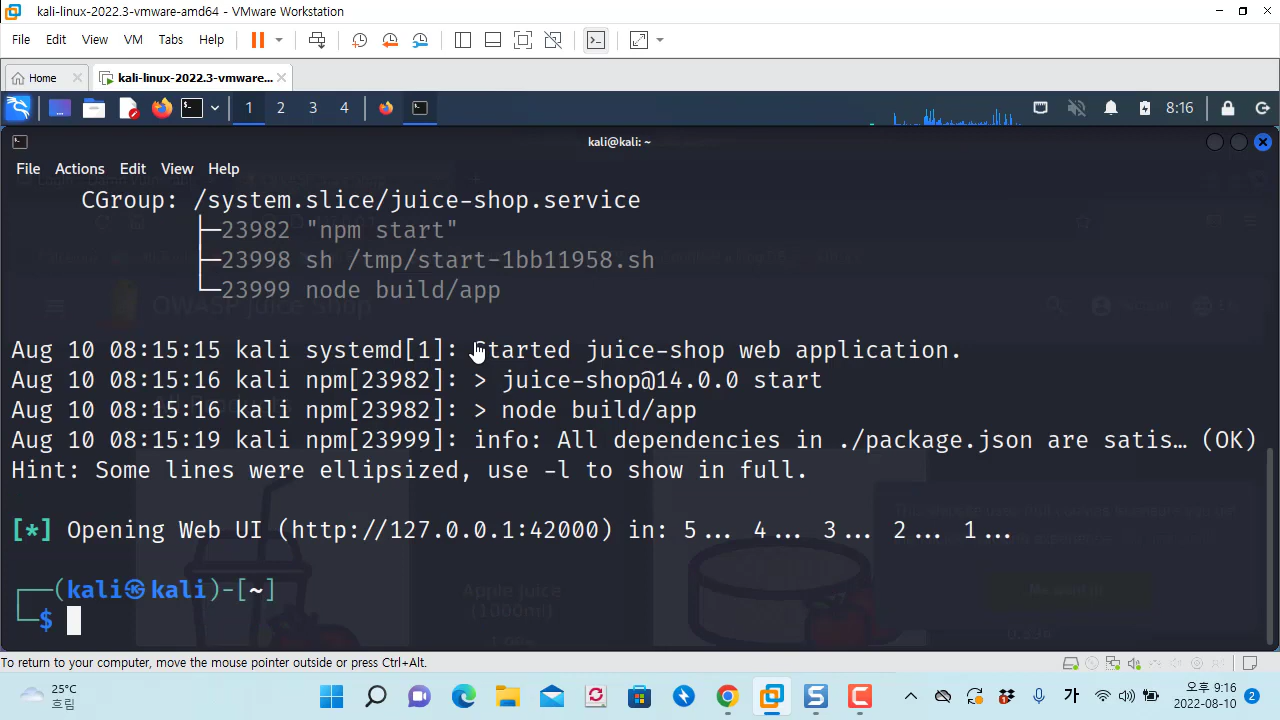 kali-linux-2022.3-vmware-amd64 - VMware Workstation
File Edit View VM Tabs Help
Home kali-linux-2022.3-vmware...
1 2 3 4 8:16
kali@kali: ~
File Actions Edit View Help
CGroup: /system.slice/juice-shop.service
├─23982 "npm start"
├─23998 sh /tmp/start-1bb11958.sh
└─23999 node build/app
Aug 10 08:15:15 kali systemd[1]: Started juice-shop web application.
Aug 10 08:15:16 kali npm[23982]: > juice-shop@14.0.0 start
Aug 10 08:15:16 kali npm[23982]: > node build/app
Aug 10 08:15:19 kali npm[23999]: info: All dependencies in ./package.json are satis… (OK)
Hint: Some lines were ellipsized, use -l to show in full.
[*] Opening Web UI (http://127.0.0.1:42000) in: 5... 4... 3... 2... 1...
┌──(kali㉿kali)-[~]
└─$
OWASP Juice Shop
All Products
Apple Juice
(1000ml)
To return to your computer, move the mouse pointer outside or press Ctrl+Alt.
25°C
흐림
가
오후 9:16
2022-08-10
2